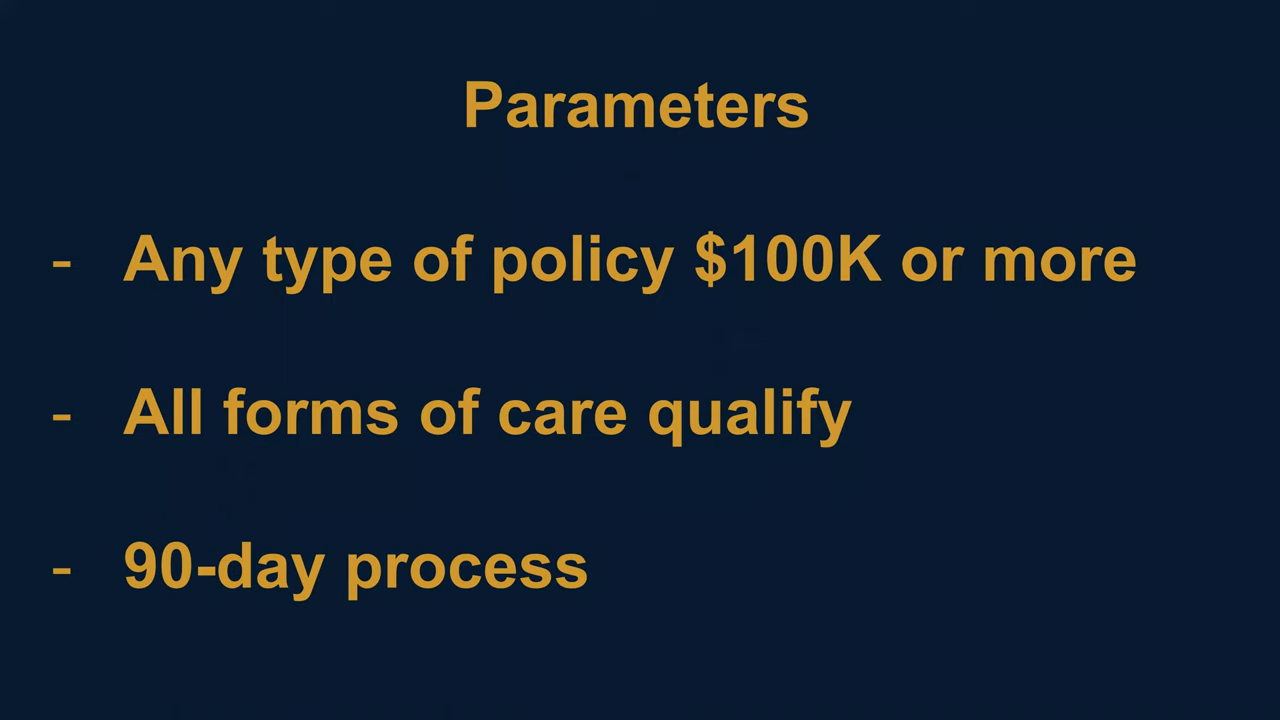 Parameters
- Any type of policy $100K or more
- All forms of care qualify
- 90-day process